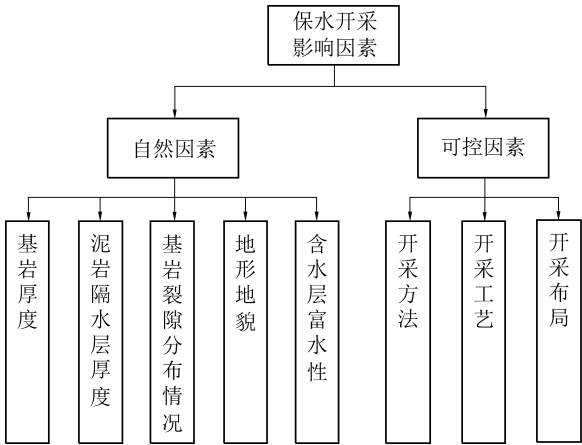 保水开采
影响因素
自然因素
可控因素
基岩厚度
泥岩隔水层厚度
基岩裂隙分布情况
地形地貌
含水层富水性
开采方法
开采工艺
开采布局